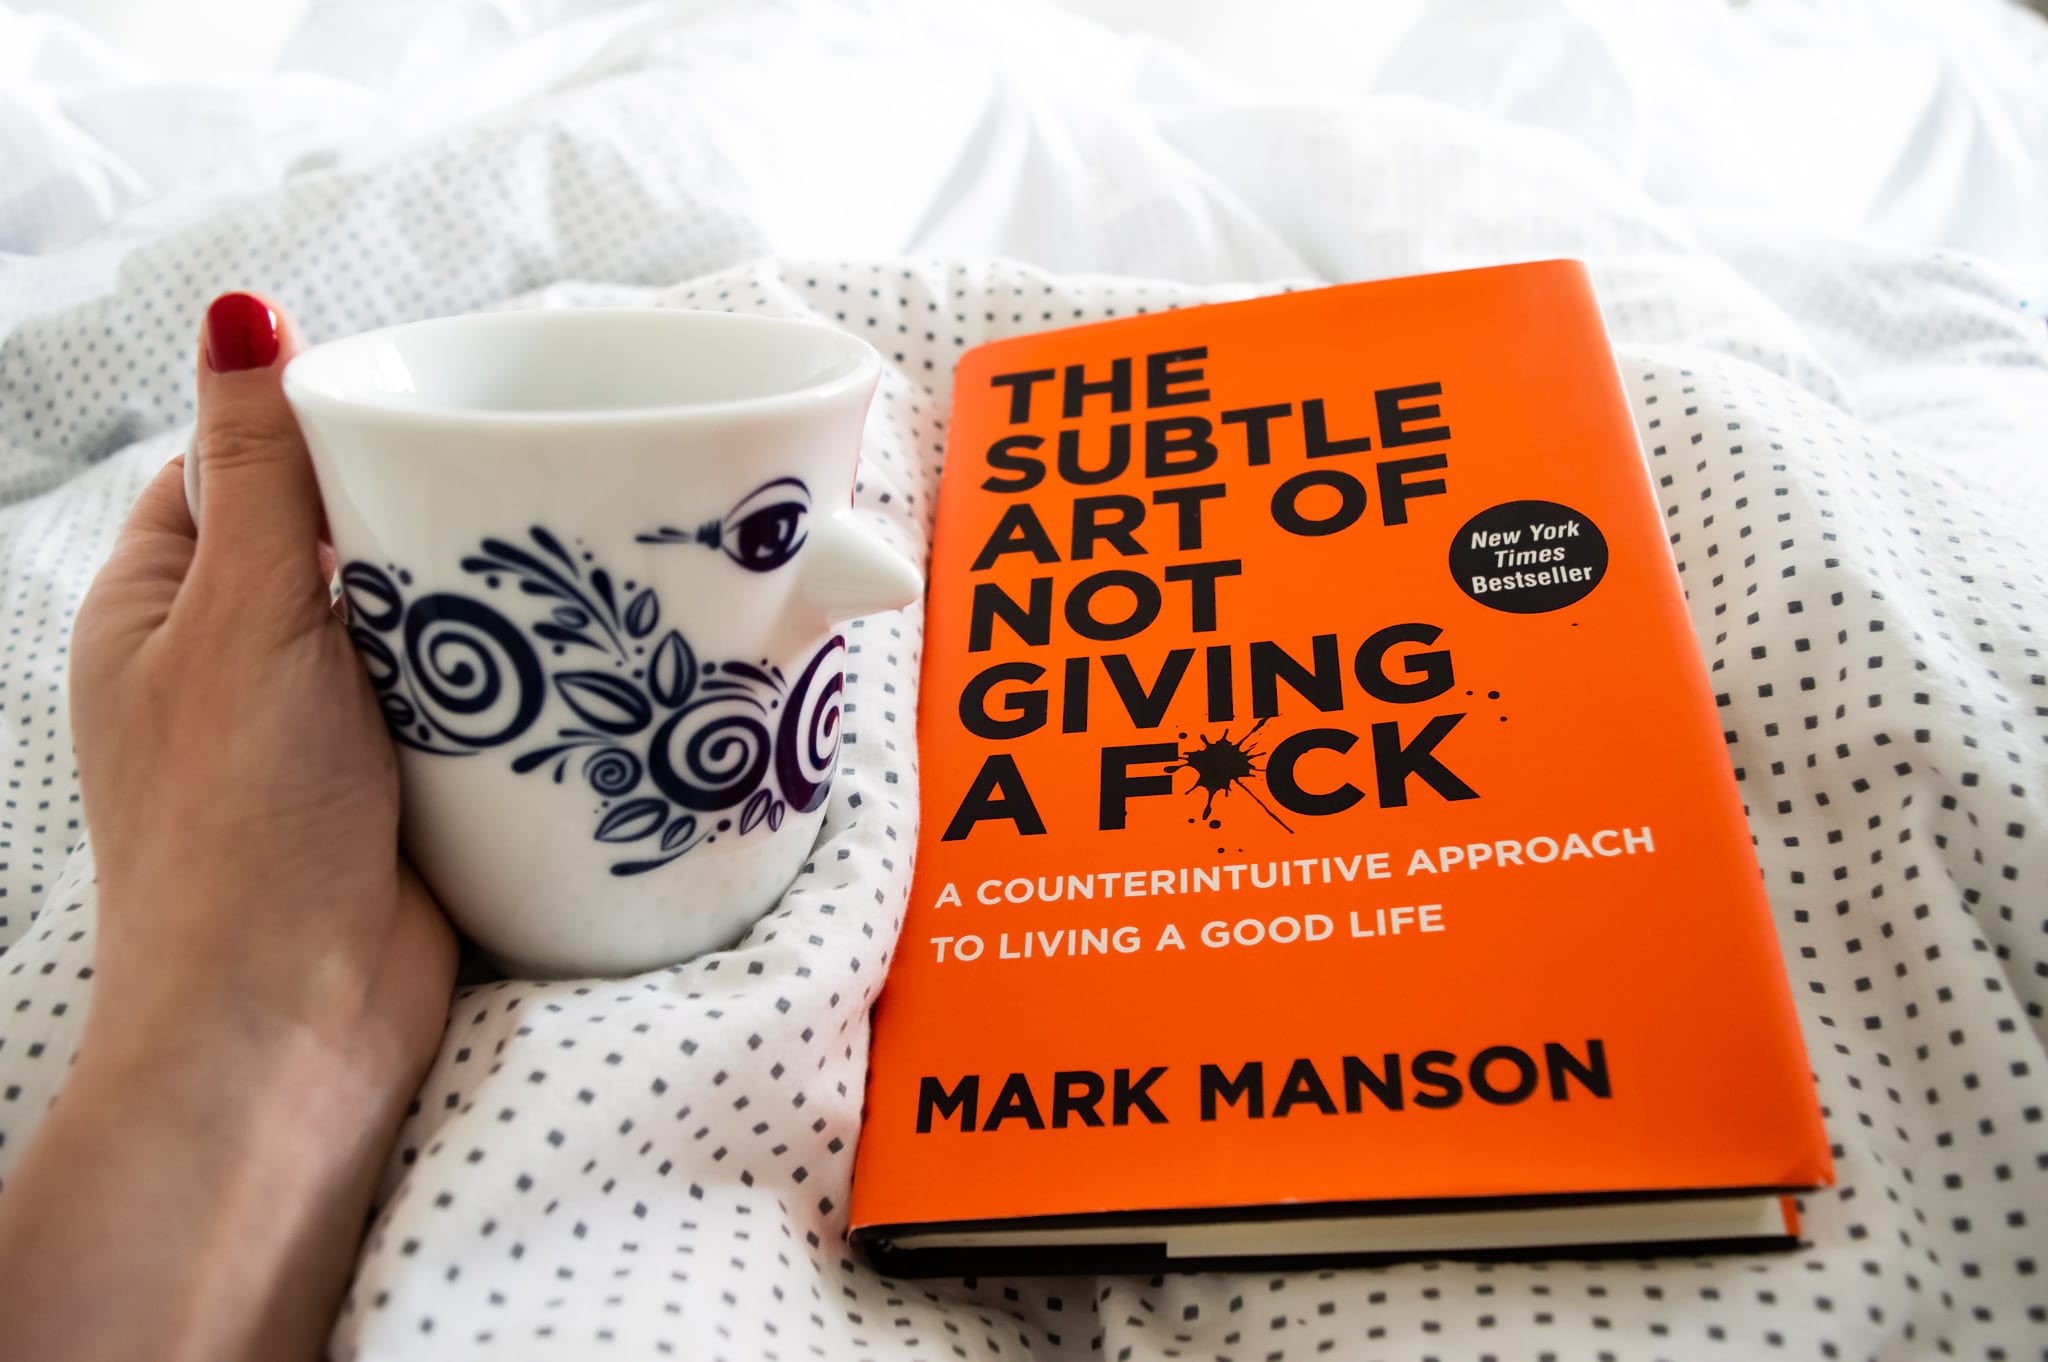 THE
SUBTLE
ART OF
NOT
GIVING
A F*CK
New York
Times
Bestseller
A COUNTERINTUITIVE APPROACH
TO LIVING A GOOD LIFE
MARK MANSON